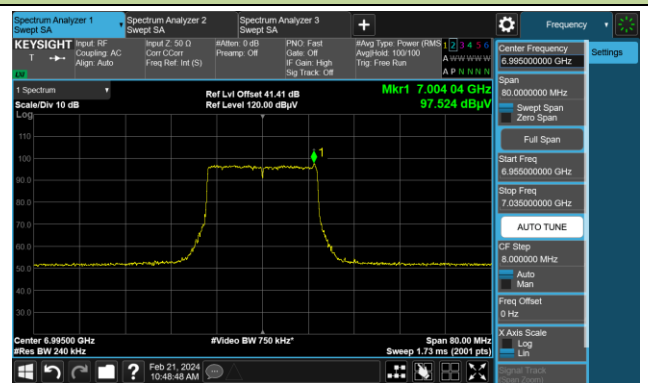 Spectrum Analyzer 1
Swept SA
Spectrum Analyzer 2
Swept SA
Spectrum Analyzer 3
Swept SA
+
Frequency
KEYSIGHT
T
LW
Input: RF
Coupling: AC
Align: Auto
Input Z: 50 Ω
Corr CCorr
Freq Ref: Int (S)
#Atten: 0 dB
Preamp: Off
PNO: Fast
Gate: Off
IF Gain: High
Sig Track: Off
#Avg Type: Power (RMS
Avg|Hold: 100/100
Trig: Free Run
1 2 3 4 5 6
A W W W W W
A P N N N N
1 Spectrum
Scale/Div 10 dB
Log
Ref Lvl Offset 41.41 dB
Ref Level 120.00 dBµV
Mkr1 7.004 04 GHz
97.524 dBµV
1
110
100
90.0
80.0
70.0
60.0
50.0
40.0
30.0
Center 6.99500 GHz
#Res BW 240 kHz
#Video BW 750 kHz*
Span 80.00 MHz
Sweep 1.73 ms (2001 pts)
Feb 21, 2024
10:48:48 AM
Center Frequency
6.995000000 GHz
Settings
Span
80.0000000 MHz
Swept Span
Zero Span
Full Span
Start Freq
6.955000000 GHz
Stop Freq
7.035000000 GHz
AUTO TUNE
CF Step
8.000000 MHz
Auto
Man
Freq Offset
0 Hz
X Axis Scale
Log
Lin
Signal Track
(Span Zoom)